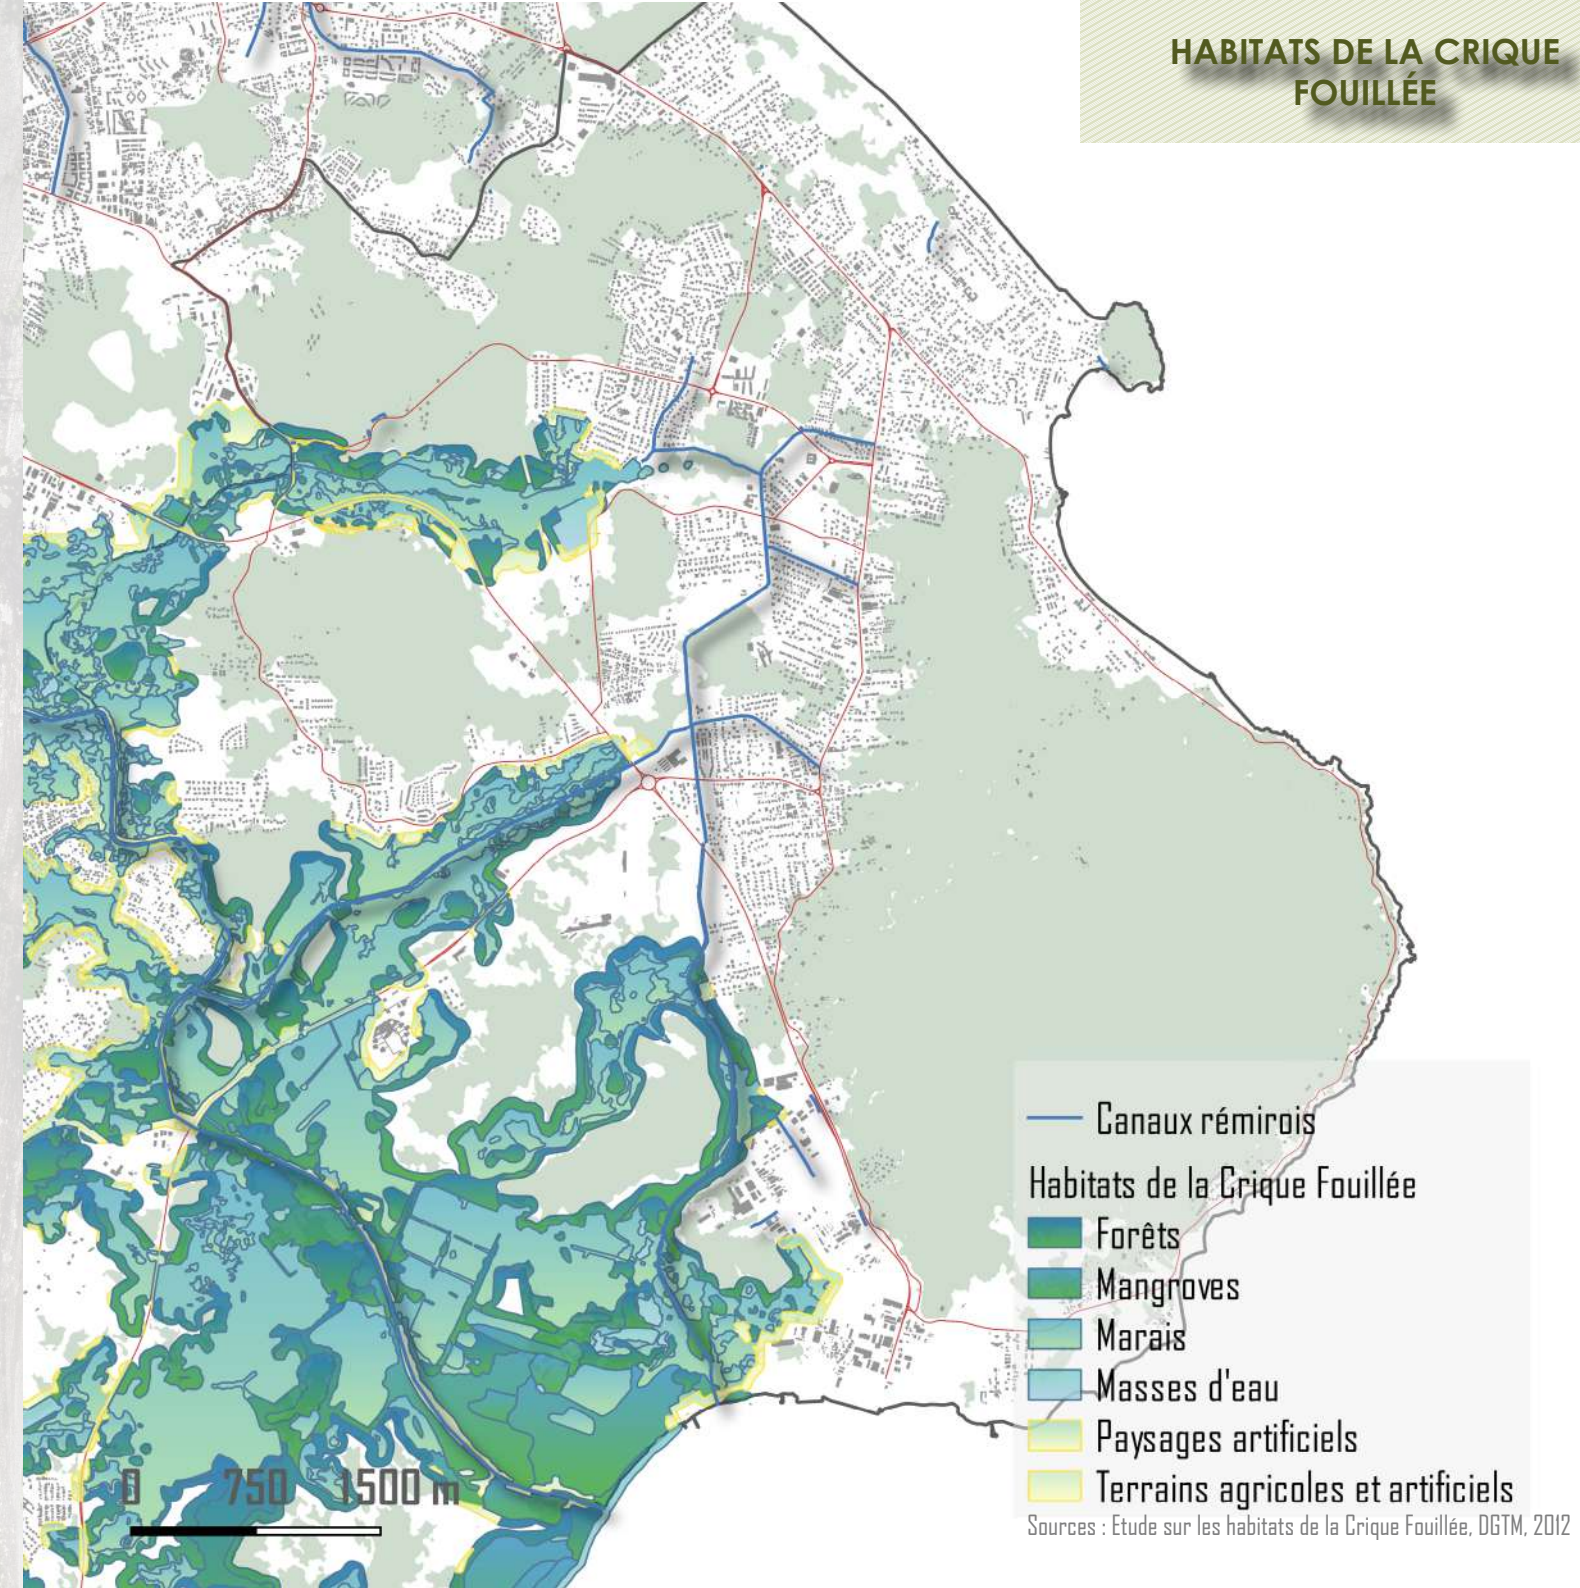 HABITATS DE LA CRIQUE
FOUILLÉE
Canaux rémirois
Habitats de la Crique Fouillée
Forêts
Mangroves
Marais
Masses d'eau
Paysages artificiels
Terrains agricoles et artificiels
0 750 1500 m
Sources : Etude sur les habitats de la Crique Fouillée, DGTM, 2012